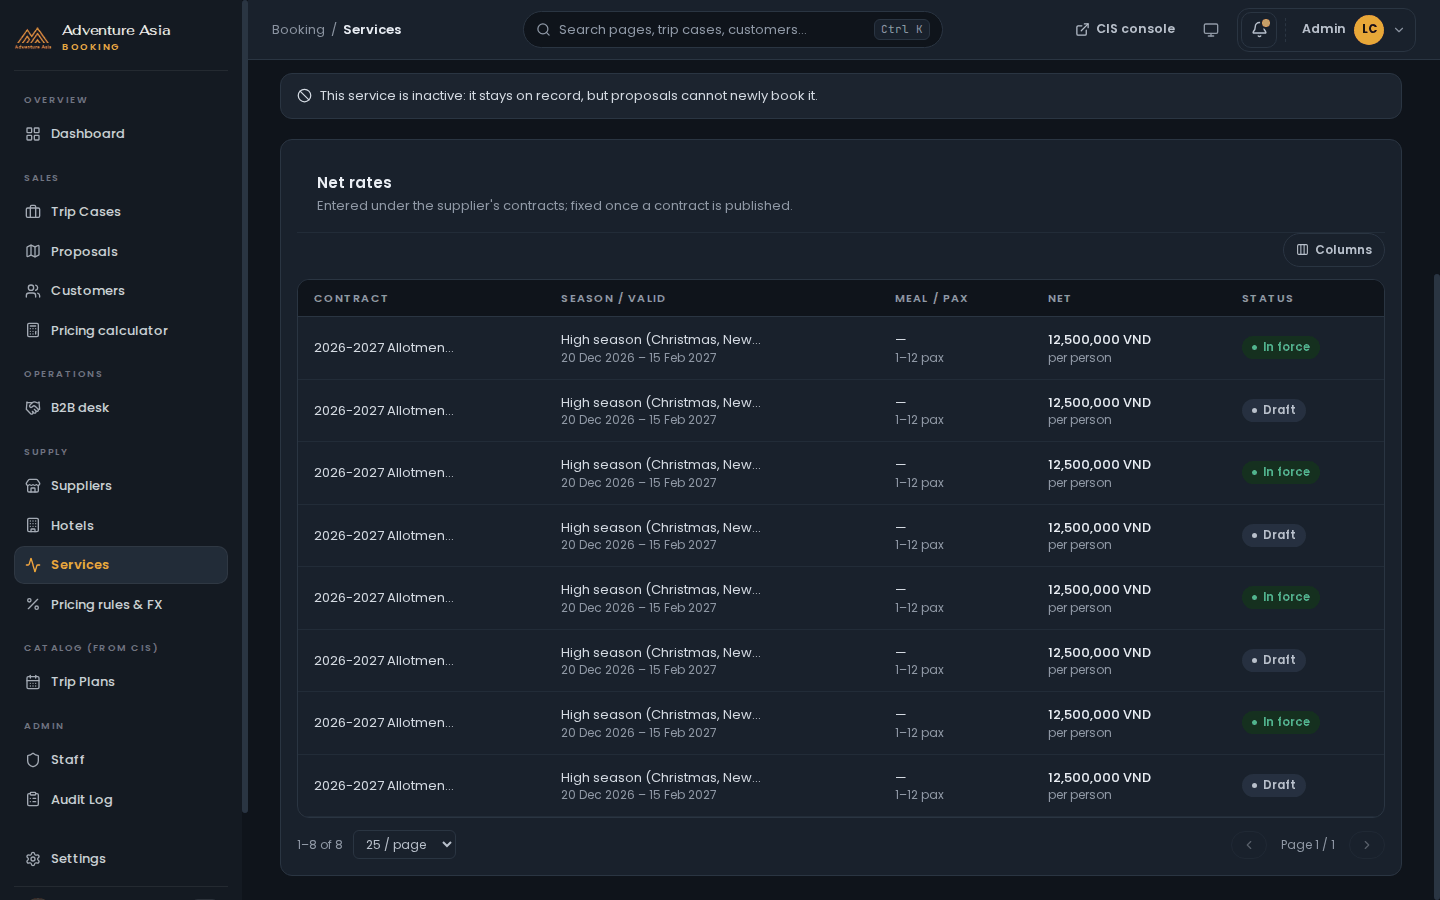 Adventure Asia
BOOKING
Adventure Asia
OVERVIEW
Dashboard
SALES
Trip Cases
Proposals
Customers
Pricing calculator
OPERATIONS
B2B desk
SUPPLY
Suppliers
Hotels
Services
Pricing rules & FX
CATALOG (FROM CIS)
Trip Plans
ADMIN
Staff
Audit Log
Settings
Booking / Services
Search pages, trip cases, customers...
Ctrl K
CIS console
Admin
LC
This service is inactive: it stays on record, but proposals cannot newly book it.
Net rates
Entered under the supplier's contracts; fixed once a contract is published.
Columns
CONTRACT SEASON / VALID MEAL / PAX NET STATUS
2026-2027 Allotmen... High season (Christmas, New... — 12,500,000 VND In force
20 Dec 2026 – 15 Feb 2027 1–12 pax per person
2026-2027 Allotmen... High season (Christmas, New... — 12,500,000 VND Draft
20 Dec 2026 – 15 Feb 2027 1–12 pax per person
2026-2027 Allotmen... High season (Christmas, New... — 12,500,000 VND In force
20 Dec 2026 – 15 Feb 2027 1–12 pax per person
2026-2027 Allotmen... High season (Christmas, New... — 12,500,000 VND Draft
20 Dec 2026 – 15 Feb 2027 1–12 pax per person
2026-2027 Allotmen... High season (Christmas, New... — 12,500,000 VND In force
20 Dec 2026 – 15 Feb 2027 1–12 pax per person
2026-2027 Allotmen... High season (Christmas, New... — 12,500,000 VND Draft
20 Dec 2026 – 15 Feb 2027 1–12 pax per person
2026-2027 Allotmen... High season (Christmas, New... — 12,500,000 VND In force
20 Dec 2026 – 15 Feb 2027 1–12 pax per person
2026-2027 Allotmen... High season (Christmas, New... — 12,500,000 VND Draft
20 Dec 2026 – 15 Feb 2027 1–12 pax per person
1–8 of 8 25 / page Page 1 / 1